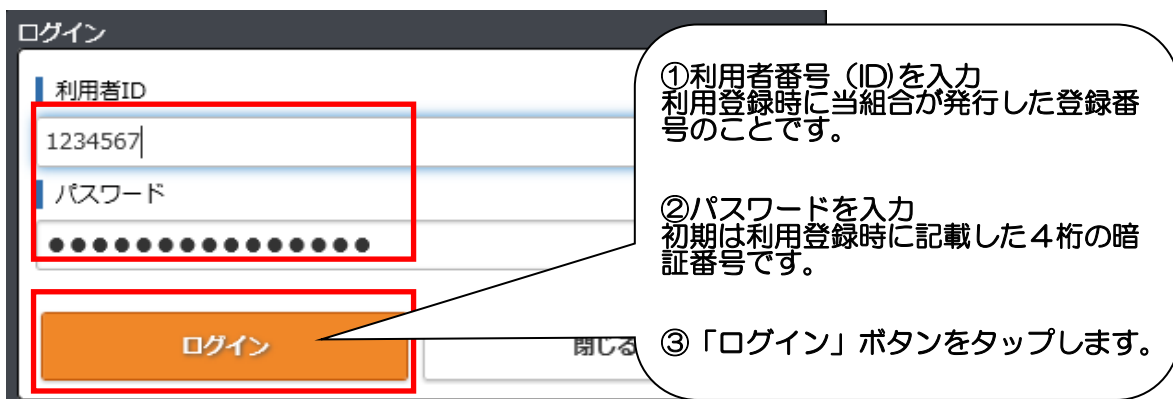 ログイン
利用者ID
1234567
パスワード
●●●●●●●●●●●●●●●
ログイン
閉じる
①利用者番号（ID)を入力
利用登録時に当組合が発行した登録番
号のことです。
②パスワードを入力
初期は利用登録時に記載した４桁の暗
証番号です。
③「ログイン」ボタンをタップします。